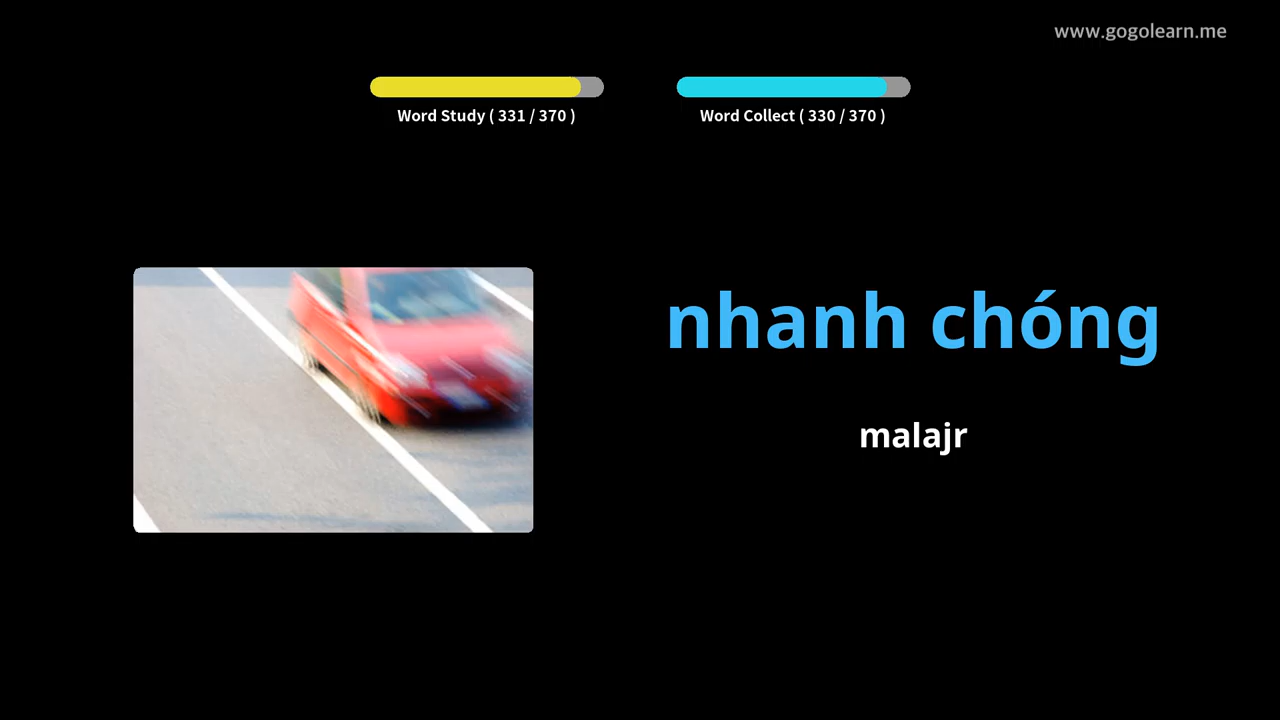 www.gogolearn.me
Word Study ( 331 / 370 )
Word Collect ( 330 / 370 )
nhanh chóng
malajr